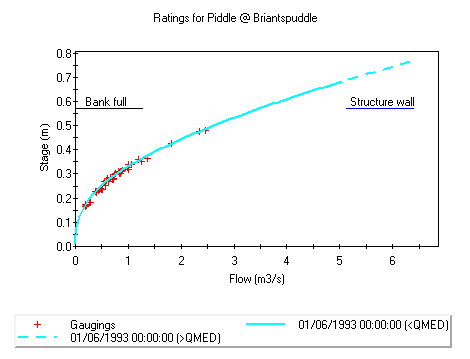 Ratings for Piddle @ Briantspuddle
0.8
0.7
0.6
Bank full
Structure wall
0.5
Stage (m)
0.4
0.3
0.2
0.1
0.0
0 1 2 3 4 5 6
Flow (m3/s)
Gaugings
01/06/1993 00:00:00 (<QMED)
01/06/1993 00:00:00 (>QMED)